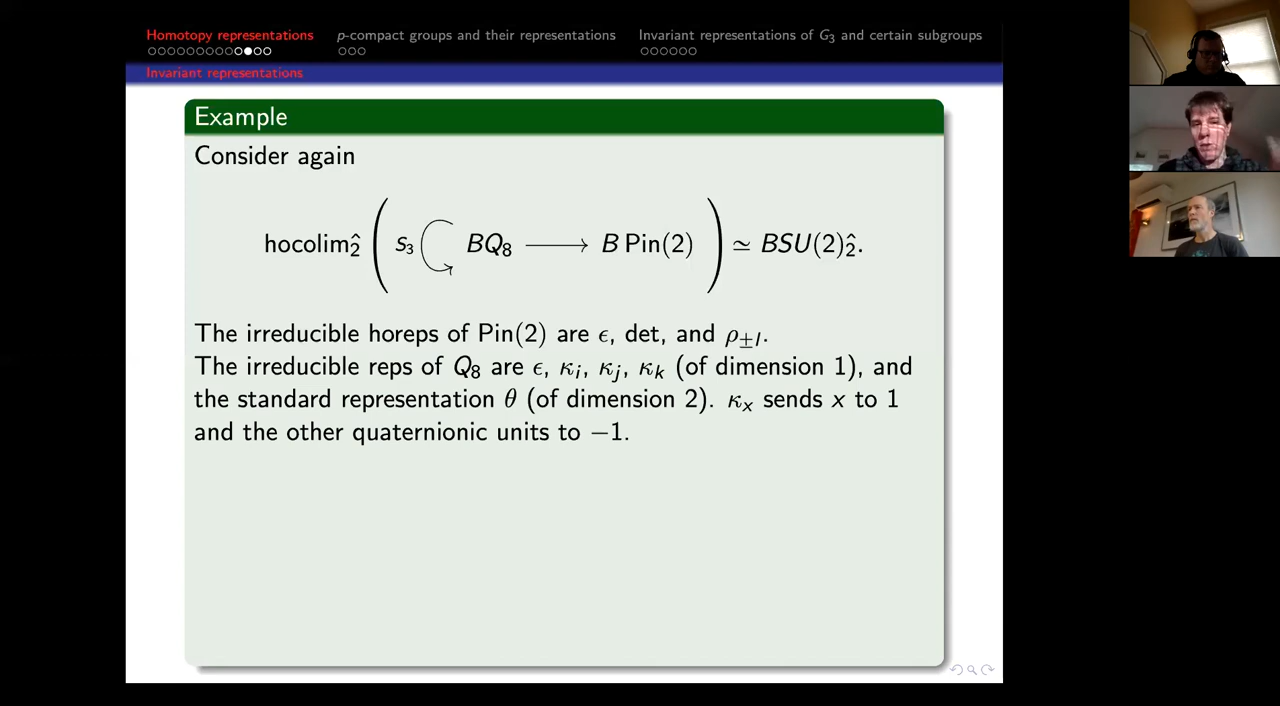 Homotopy representations p-compact groups and their representations Invariant representations of G₃ and certain subgroups
Invariant representations
Example
Consider again
hocolim₂̂ ( S₃ BQ₈ ⟶ B Pin(2) ) ≃ BSU(2)₂̂.
The irreducible horeps of Pin(2) are ϵ, det, and ρ±I.
The irreducible reps of Q₈ are ϵ, κᵢ, κⱼ, κₖ (of dimension 1), and
the standard representation θ (of dimension 2). κₓ sends x to 1
and the other quaternionic units to −1.